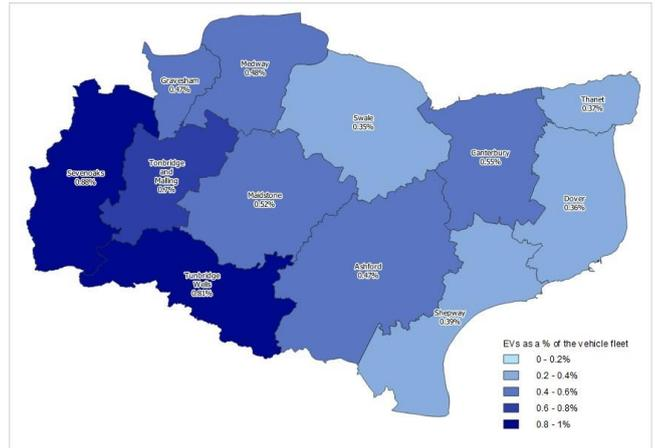 Medway
0.48%
Gravesham
0.47%
Thanet
0.37%
Swale
0.35%
Canterbury
0.55%
Sevenoaks
0.88%
Tonbridge
and
Malling
0.7%
Maidstone
0.52%
Dover
0.36%
Ashford
0.47%
Tunbridge
Wells
0.81%
Shepway
0.39%
EVs as a % of the vehicle fleet
0 - 0.2%
0.2 - 0.4%
0.4 - 0.6%
0.6 - 0.8%
0.8 - 1%